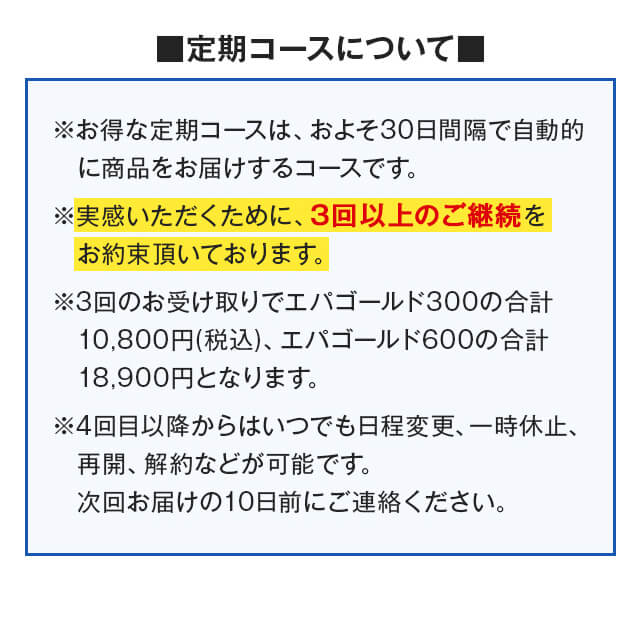 ■定期コースについて■
※お得な定期コースは、およそ30日間隔で自動的
に商品をお届けするコースです。
※実感いただくために、3回以上のご継続を
お約束頂いております。
※3回のお受け取りでエパゴールド300の合計
10,800円(税込)、エパゴールド600の合計
18,900円となります。
※4回目以降からはいつでも日程変更、一時休止、
再開、解約などが可能です。
次回お届けの10日前にご連絡ください。